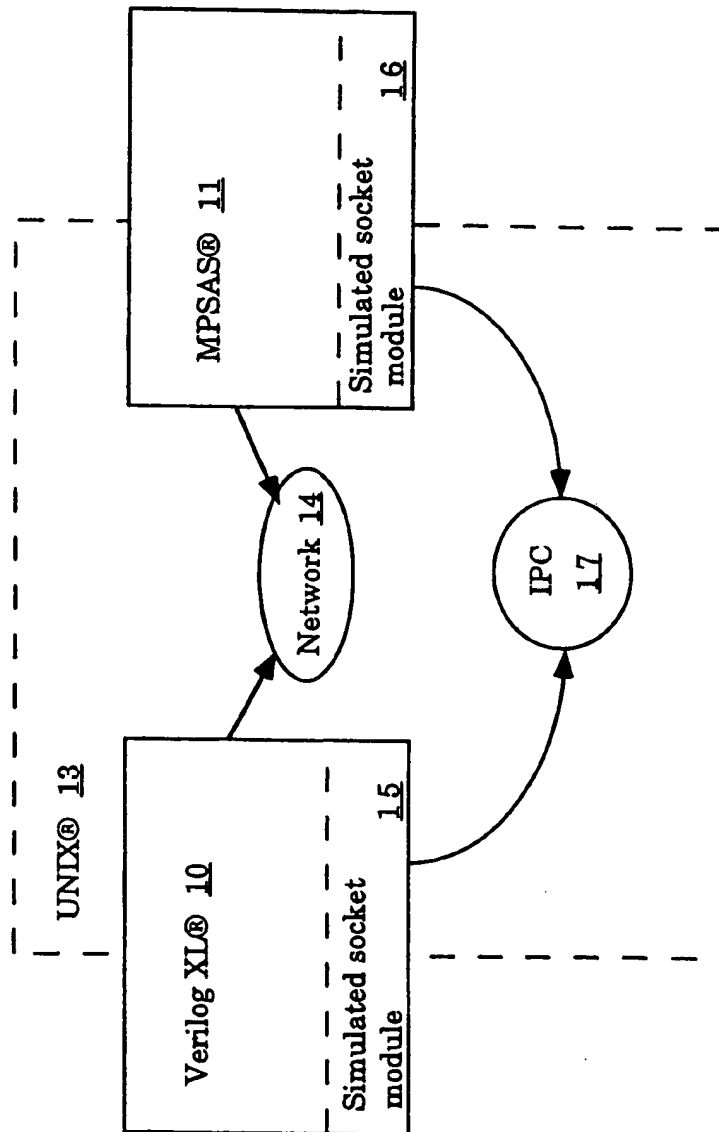 UNIX® 13
Verilog XL® 10
Simulated socket
module
15
Network 14
MPSAS® 11
Simulated socket
module
16
IPC
17